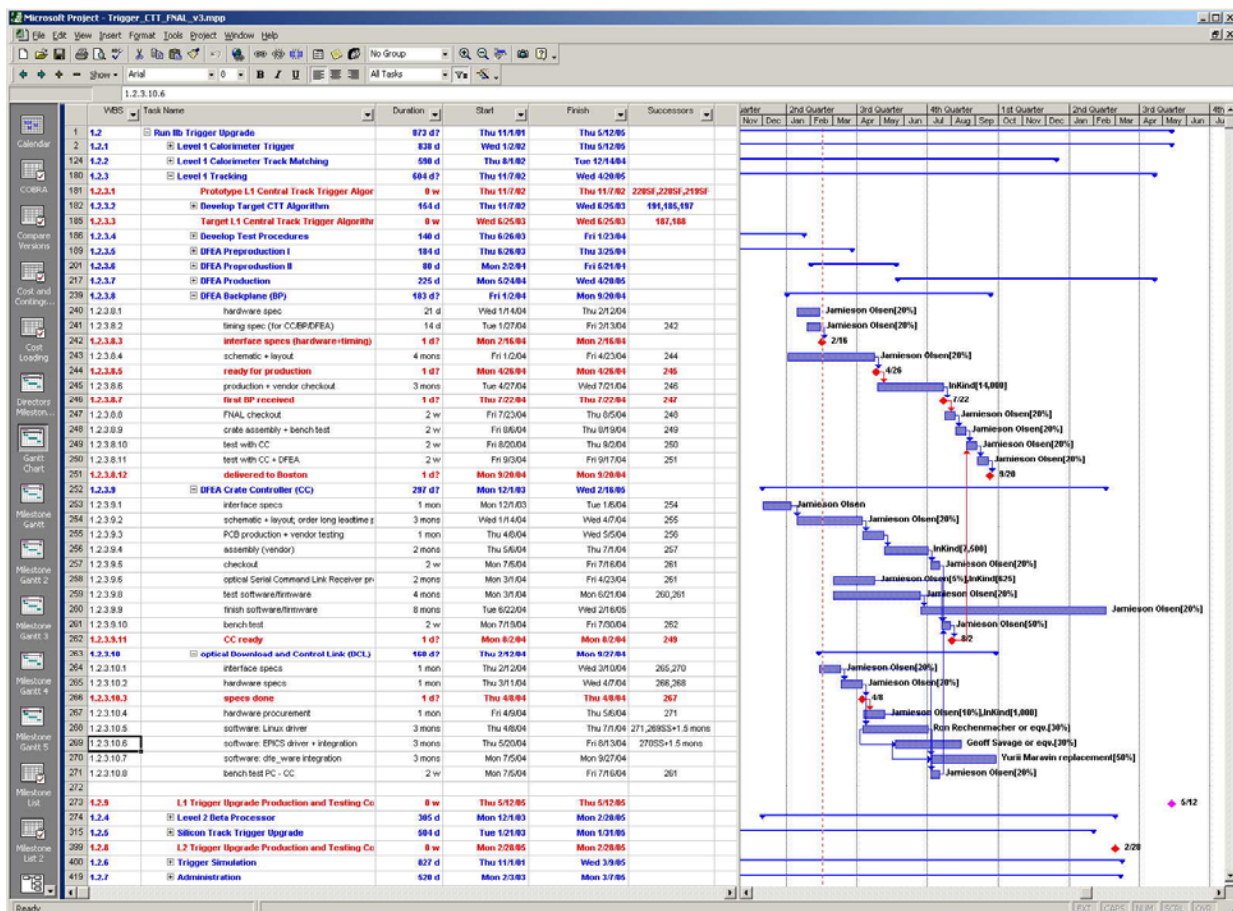 Microsoft Project - Trigger_CTT_FNAL_v3.mpp
File Edit View Insert Format Tools Project Window Help
No Group
Show Arial 8 B I U All Tasks
1.2.3.10.6
WBS Task Name Duration Start Finish Successors
2nd Quarter 3rd Quarter 4th Quarter 1st Quarter 2nd Quarter 3rd Quarter 4th
Nov Dec Jan Feb Mar Apr May Jun Jul Aug Sep Oct Nov Dec Jan Feb Mar Apr May Jun Ju
Calendar
COBRA
Compare Versions
Cost and Conting...
Cost Loading
Directors Mileston...
Gantt Chart
Milestone Gantt
Milestone Gantt 2
Milestone Gantt 3
Milestone Gantt 4
Milestone Gantt 5
Milestone List
Milestone List 2
1 1.2 Run IIb Trigger Upgrade 873 d? Thu 11/1/01 Thu 5/12/05
2 1.2.1 Level 1 Calorimeter Trigger 838 d Wed 1/2/02 Thu 5/12/05
124 1.2.2 Level 1 Calorimeter Track Matching 590 d Thu 8/1/02 Tue 12/14/04
180 1.2.3 Level 1 Tracking 604 d? Thu 11/7/02 Wed 4/20/05
181 1.2.3.1 Prototype L1 Central Track Trigger Algor 0 w Thu 11/7/02 Thu 11/7/02
182 1.2.3.2 Develop Target CTT Algorithm 164 d Thu 11/7/02 Wed 6/25/03 191,185,197
185 1.2.3.3 Target L1 Central Track Trigger Algorithr 0 w Wed 6/25/03 Wed 6/25/03 187,188
186 1.2.3.4 Develop Test Procedures 140 d Thu 6/26/03 Fri 1/23/04
189 1.2.3.5 DFEA Preproduction I 184 d Thu 6/26/03 Thu 3/25/04
201 1.2.3.6 DFEA Preproduction II 80 d Mon 2/2/04 Fri 5/21/04
217 1.2.3.7 DFEA Production 225 d Mon 5/24/04 Wed 4/20/05
239 1.2.3.8 DFEA Backplane (BP) 183 d? Fri 1/2/04 Mon 9/20/04
240 1.2.3.8.1 hardware spec 21 d Wed 1/14/04 Thu 2/12/04 Jamieson Olsen[20%]
241 1.2.3.8.2 timing spec (for CC/BP/DFEA) 14 d Tue 1/27/04 Fri 2/13/04 242 Jamieson Olsen[20%]
242 1.2.3.8.3 interface specs (hardware+timing) 1 d? Mon 2/16/04 Mon 2/16/04 2/16
243 1.2.3.8.4 schematic + layout 4 mons Fri 1/2/04 Fri 4/23/04 244 Jamieson Olsen[20%]
244 1.2.3.8.5 ready for production 1 d? Mon 4/26/04 Mon 4/26/04 245 4/26
245 1.2.3.8.6 production + vendor checkout 3 mons Tue 4/27/04 Wed 7/21/04 246 InKind[14,000]
246 1.2.3.8.7 first BP received 1 d? Thu 7/22/04 Thu 7/22/04 247 7/22
247 1.2.3.8.8 FNAL checkout 2 w Fri 7/23/04 Thu 8/5/04 248 Jamieson Olsen[20%]
248 1.2.3.8.9 crate assembly + bench test 2 w Fri 8/6/04 Thu 8/19/04 249 Jamieson Olsen[20%]
249 1.2.3.8.10 test with CC 2 w Fri 8/20/04 Thu 9/2/04 250 Jamieson Olsen[20%]
250 1.2.3.8.11 test with CC + DFEA 2 w Fri 9/3/04 Fri 9/17/04 251 Jamieson Olsen[20%]
251 1.2.3.8.12 delivered to Boston 1 d? Mon 9/20/04 Mon 9/20/04 9/20
252 1.2.3.9 DFEA Crate Controller (CC) 297 d? Mon 12/1/03 Wed 2/16/05
253 1.2.3.9.1 interface specs 1 mon Mon 12/1/03 Tue 1/6/04 254 Jamieson Olsen
254 1.2.3.9.2 schematic + layout; order long leadtime p 3 mons Wed 1/14/04 Wed 4/7/04 255 Jamieson Olsen[20%]
255 1.2.3.9.3 PCB production + vendor testing 1 mon Thu 4/8/04 Wed 5/5/04 256
256 1.2.3.9.4 assembly (vendor) 2 mons Thu 5/6/04 Thu 7/1/04 257 InKind[7,500]
257 1.2.3.9.5 checkout 2 w Mon 7/5/04 Fri 7/16/04 261 Jamieson Olsen[20%]
258 1.2.3.9.6 optical Serial Command Link Receiver pr 2 mons Mon 3/1/04 Fri 4/23/04 261 Jamieson Olsen[5%],InKind[625]
259 1.2.3.9.8 test software/firmware 4 mons Mon 3/1/04 Mon 6/21/04 260,261 Jamieson Olsen[20%]
260 1.2.3.9.9 finish software/firmware 8 mons Tue 6/22/04 Wed 2/16/05 Jamieson Olsen[20%]
261 1.2.3.9.10 bench test 2 w Mon 7/19/04 Fri 7/30/04 262 Jamieson Olsen[50%]
262 1.2.3.9.11 CC ready 1 d? Mon 8/2/04 Mon 8/2/04 249 8/2
263 1.2.3.10 optical Download and Control Link (DCL) 160 d? Thu 2/12/04 Mon 9/27/04
264 1.2.3.10.1 interface specs 1 mon Thu 2/12/04 Wed 3/10/04 265,270 Jamieson Olsen[20%]
265 1.2.3.10.2 hardware specs 1 mon Thu 3/11/04 Wed 4/7/04 266,268 Jamieson Olsen[20%]
266 1.2.3.10.3 specs done 1 d? Thu 4/8/04 Thu 4/8/04 267 4/8
267 1.2.3.10.4 hardware procurement 1 mon Fri 4/9/04 Thu 5/6/04 271 Jamieson Olsen[10%],InKind[1,000]
268 1.2.3.10.5 software: Linux driver 3 mons Thu 4/8/04 Thu 7/1/04 271,269SS+1.5 mons Ron Rechenmacher or eqv.[30%]
269 1.2.3.10.6 software: EPICS driver + integration 3 mons Thu 5/20/04 Fri 8/13/04 270SS+1.5 mons Geoff Savage or eqv.[30%]
270 1.2.3.10.7 software: dfe_ware integration 3 mons Mon 7/5/04 Mon 9/27/04 Yurii Maravin replacement[50%]
271 1.2.3.10.8 bench test PC - CC 2 w Mon 7/5/04 Fri 7/16/04 261 Jamieson Olsen[20%]
272
273 1.2.9 L1 Trigger Upgrade Production and Testing Co 0 w Thu 5/12/05 Thu 5/12/05 5/12
274 1.2.4 Level 2 Beta Processor 305 d Mon 12/1/03 Mon 2/28/05
315 1.2.5 Silicon Track Trigger Upgrade 504 d Tue 1/21/03 Mon 1/31/05
399 1.2.8 L2 Trigger Upgrade Production and Testing Co 0 w Mon 2/28/05 Mon 2/28/05 2/28
400 1.2.6 Trigger Simulation 827 d Thu 11/1/01 Wed 3/9/05
419 1.2.7 Administration 520 d Mon 2/3/03 Mon 3/7/05
Ready EXT CAPS NUM SCRL OVR